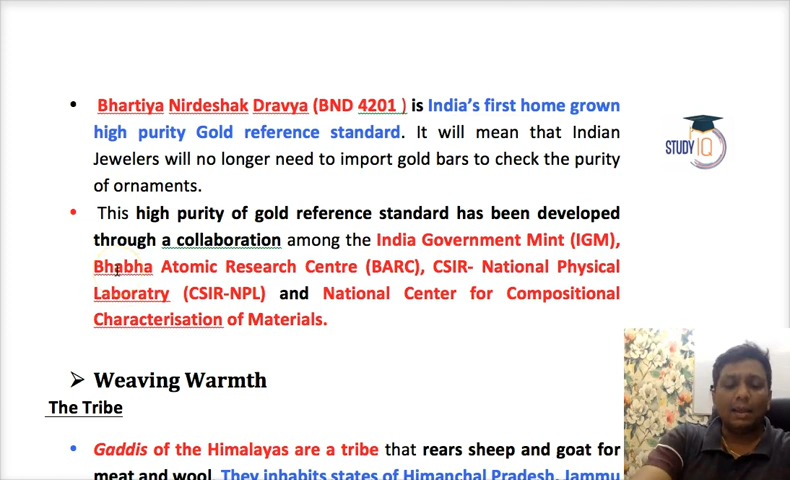 • Bhartiya Nirdeshak Dravya (BND 4201 ) is India's first home grown
high purity Gold reference standard. It will mean that Indian
Jewelers will no longer need to import gold bars to check the purity
of ornaments.
• This high purity of gold reference standard has been developed
through a collaboration among the India Government Mint (IGM),
Bhabha Atomic Research Centre (BARC), CSIR- National Physical
Laboratry (CSIR-NPL) and National Center for Compositional
Characterisation of Materials.
STUDY IQ
➢ Weaving Warmth
The Tribe
• Gaddis of the Himalayas are a tribe that rears sheep and goat for
meat and wool. They inhabits states of Himanchal Pradesh, Jammu